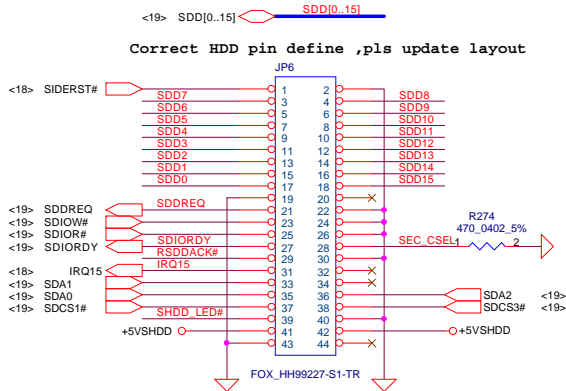 <19> SDD[0..15] SDD[0..15]
Correct HDD pin define ,pls update layout
JP6
<18> SIDERST# 1 2
SDD7 3 4 SDD8
SDD6 5 6 SDD9
SDD5 7 8 SDD10
SDD4 9 10 SDD11
SDD3 11 12 SDD12
SDD2 13 14 SDD13
SDD1 15 16 SDD14
SDD0 17 18 SDD15
19 20
<19> SDDREQ SDDREQ 21 22
<19> SDIOW# 23 24
<19> SDIOR# 25 26
<19> SDIORDY SDIORDY 27 28 SEC_CSEL 1 R274 470_0402_5% 2
RSDDACK# 29 30
<18> IRQ15 IRQ15 31 32
<19> SDA1 33 34
<19> SDA0 35 36 SDA2 <19>
<19> SDCS1# 37 38 SDCS3# <19>
SHDD_LED# 39 40
+5VSHDD 41 42 +5VSHDD
43 44
FOX_HH99227-S1-TR